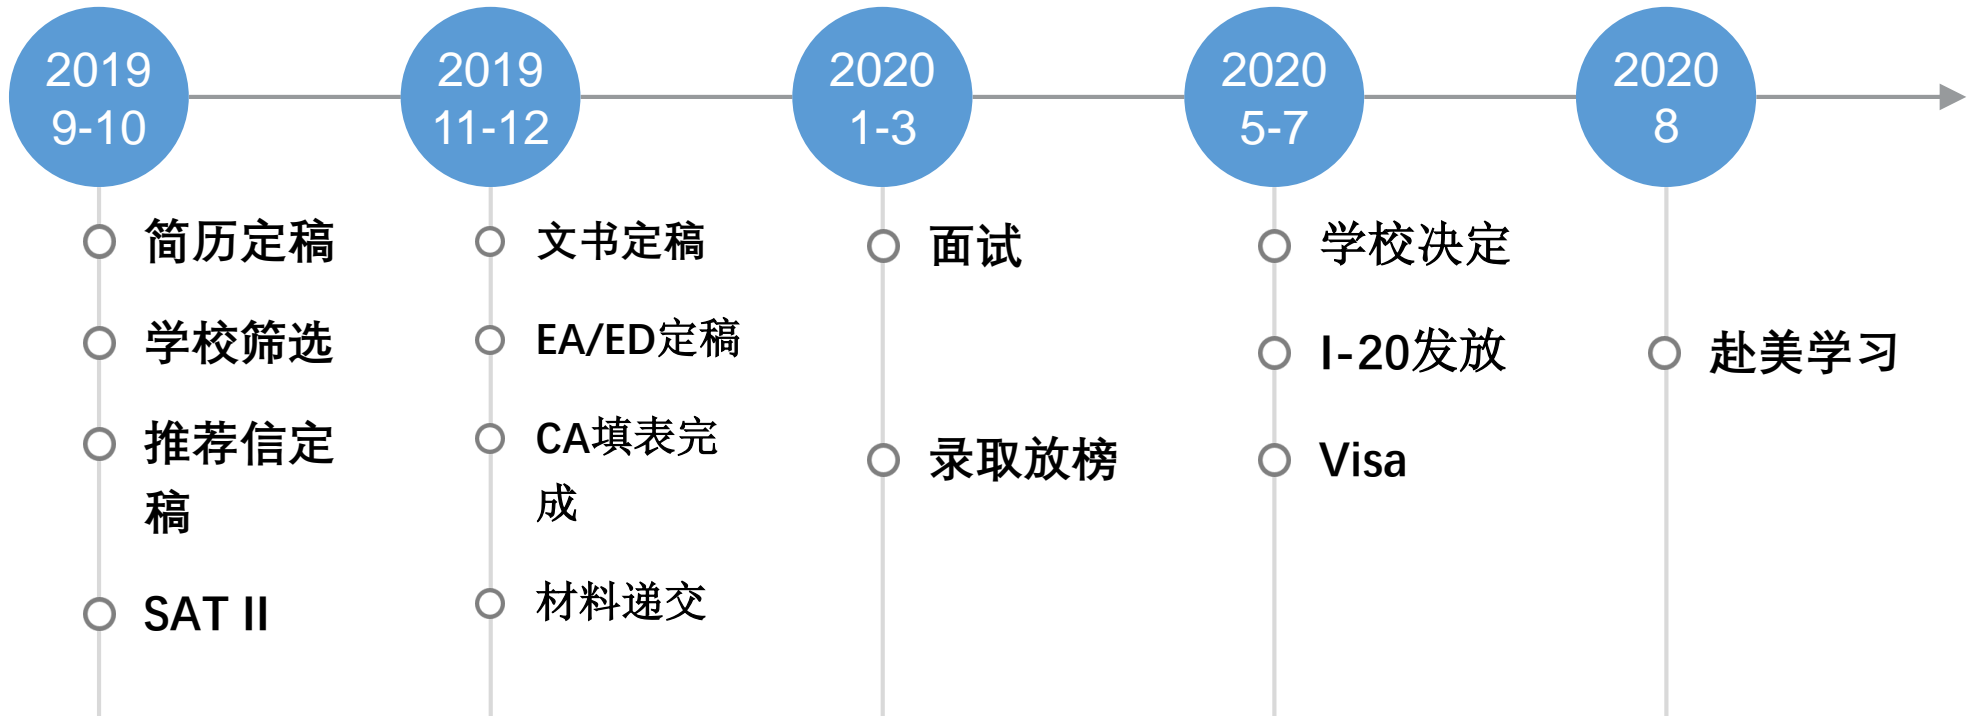 2019
9-10
简历定稿
学校筛选
推荐信定
稿
SAT II
2019
11-12
文书定稿
EA/ED定稿
CA填表完
成
材料递交
2020
1-3
面试
录取放榜
2020
5-7
学校决定
I-20发放
Visa
2020
8
赴美学习